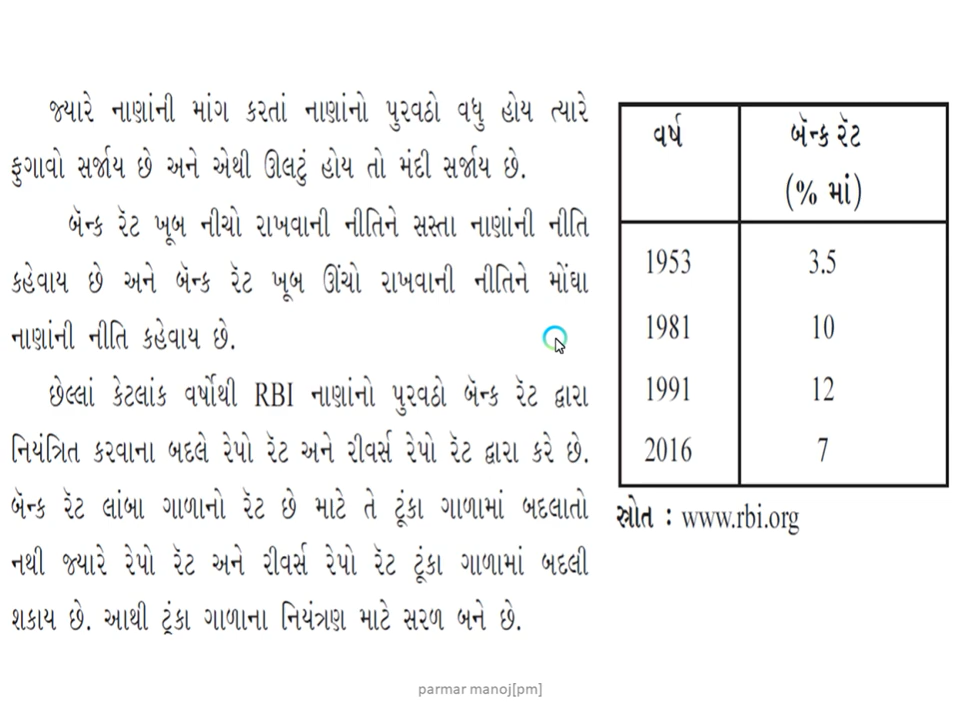 જ્યારે નાણાંની માંગ કરતાં નાણાંનો પુરવઠો વધુ હોય ત્યારે
ફુગાવો સર્જાય છે અને એથી ઊલટું હોય તો મંદી સર્જાય છે.
બૅન્ક રૅટ ખૂબ નીચો રાખવાની નીતિને સસ્તા નાણાંની નીતિ
કહેવાય છે અને બૅન્ક રૅટ ખૂબ ઊંચો રાખવાની નીતિને મોંઘા
નાણાંની નીતિ કહેવાય છે.
છેલ્લાં કેટલાંક વર્ષોથી RBI નાણાંનો પુરવઠો બૅન્ક રૅટ દ્વારા
નિયંત્રિત કરવાના બદલે રેપો રૅટ અને રીવર્સ રેપો રૅટ દ્વારા કરે છે.
બૅન્ક રૅટ લાંબા ગાળાનો રૅટ છે માટે તે ટૂંકા ગાળામાં બદલાતો
નથી જ્યારે રેપો રૅટ અને રીવર્સ રેપો રૅટ ટૂંકા ગાળામાં બદલી
શકાય છે. આથી ટૂંકા ગાળાના નિયંત્રણ માટે સરળ બને છે.
વર્ષ બૅન્ક રૅટ
(% માં)
1953 3.5
1981 10
1991 12
2016 7
સ્રોત : www.rbi.org
parmar manoj[pm]